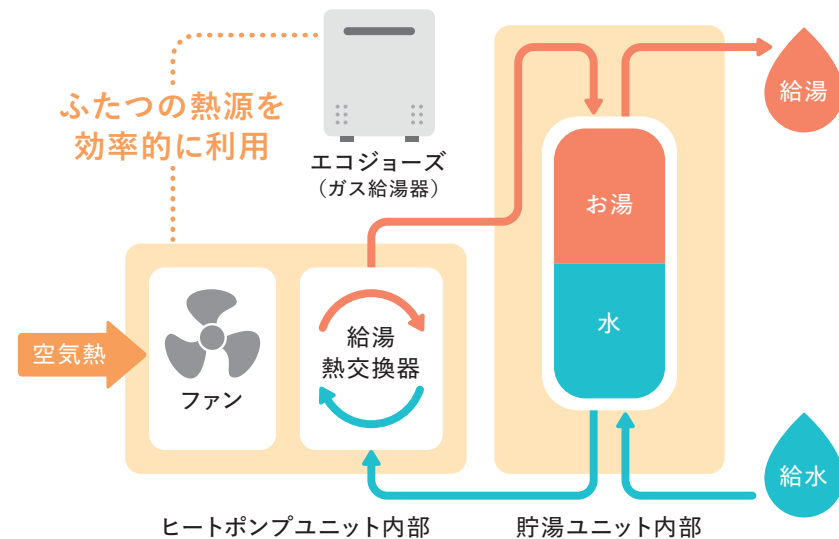 ふたつの熱源を
効率的に利用
エコジョーズ
（ガス給湯器）
給湯
お湯
水
空気熱
ファン
給湯
熱交換器
給水
ヒートポンプユニット内部
貯湯ユニット内部